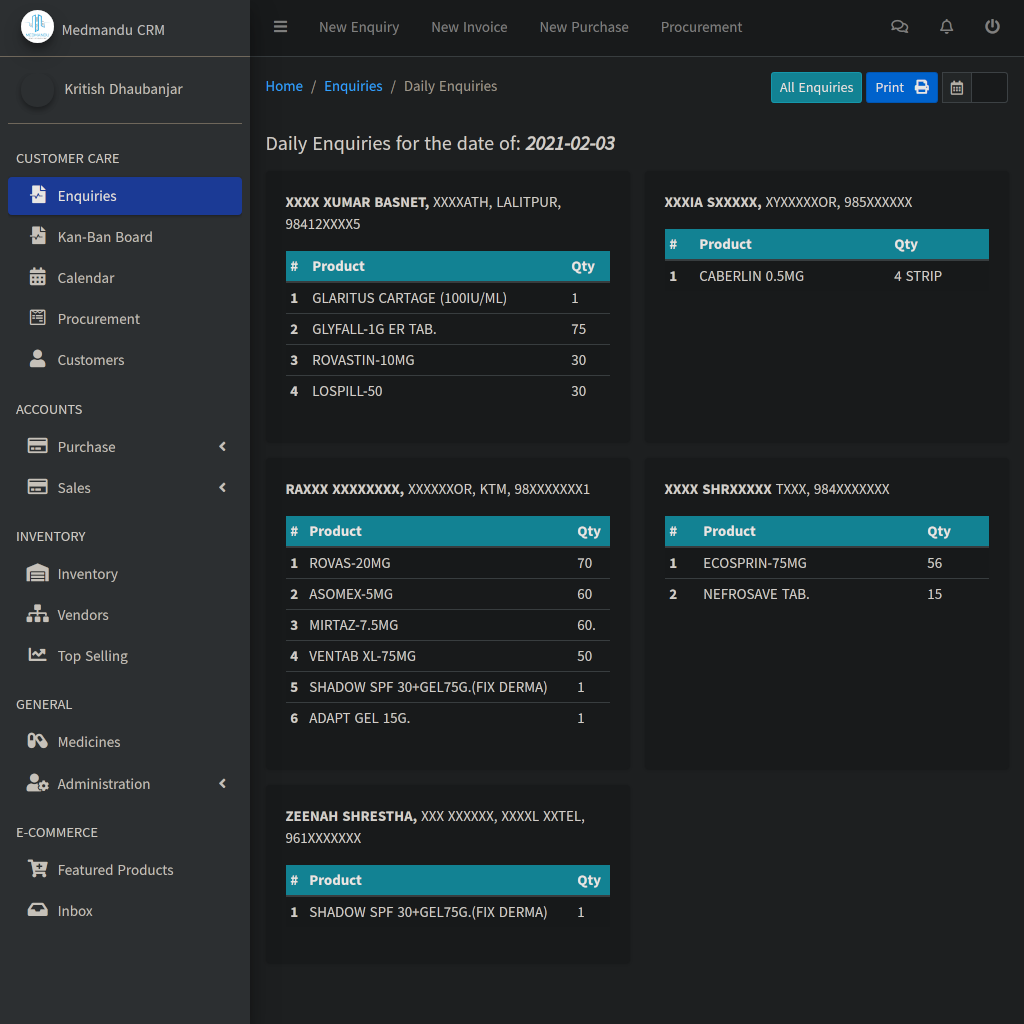 Medmandu CRM
New Enquiry New Invoice New Purchase Procurement
Kritish Dhaubanjar
CUSTOMER CARE
Enquiries
Kan-Ban Board
Calendar
Procurement
Customers
ACCOUNTS
Purchase
Sales
INVENTORY
Inventory
Vendors
Top Selling
GENERAL
Medicines
Administration
E-COMMERCE
Featured Products
Inbox
Home / Enquiries / Daily Enquiries
All Enquiries Print
Daily Enquiries for the date of: 2021-02-03
XXXX XUMAR BASNET, XXXXATH, LALITPUR,
98412XXXX5
# Product Qty
1 GLARITUS CARTAGE (100IU/ML) 1
2 GLYFALL-1G ER TAB. 75
3 ROVASTIN-10MG 30
4 LOSPILL-50 30
XXXIA SXXXXX, XYXXXXXOR, 985XXXXXX
# Product Qty
1 CABERLIN 0.5MG 4 STRIP
RAXXX XXXXXXXX, XXXXXXOR, KTM, 98XXXXXXX1
# Product Qty
1 ROVAS-20MG 70
2 ASOMEX-5MG 60
3 MIRTAZ-7.5MG 60.
4 VENTAB XL-75MG 50
5 SHADOW SPF 30+GEL75G.(FIX DERMA) 1
6 ADAPT GEL 15G. 1
XXXX SHRXXXXX TXXX, 984XXXXXXX
# Product Qty
1 ECOSPRIN-75MG 56
2 NEFROSAVE TAB. 15
ZEENAH SHRESTHA, XXX XXXXXX, XXXXL XXTEL,
961XXXXXXX
# Product Qty
1 SHADOW SPF 30+GEL75G.(FIX DERMA) 1